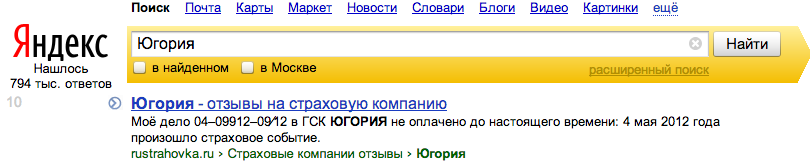 Поиск Почта Карты Маркет Новости Словари Блоги Видео Картинки ещё
Яндекс
Югория
Найти
Нашлось
794 тыс. ответов
в найденном в Москве
расширенный поиск
10
Югория - отзывы на страховую компанию
Моё дело 04–09912–09⁄12 в ГСК ЮГОРИЯ не оплачено до настоящего времени: 4 мая 2012 года
произошло страховое событие.
rustrahovka.ru › Страховые компании отзывы › Югория